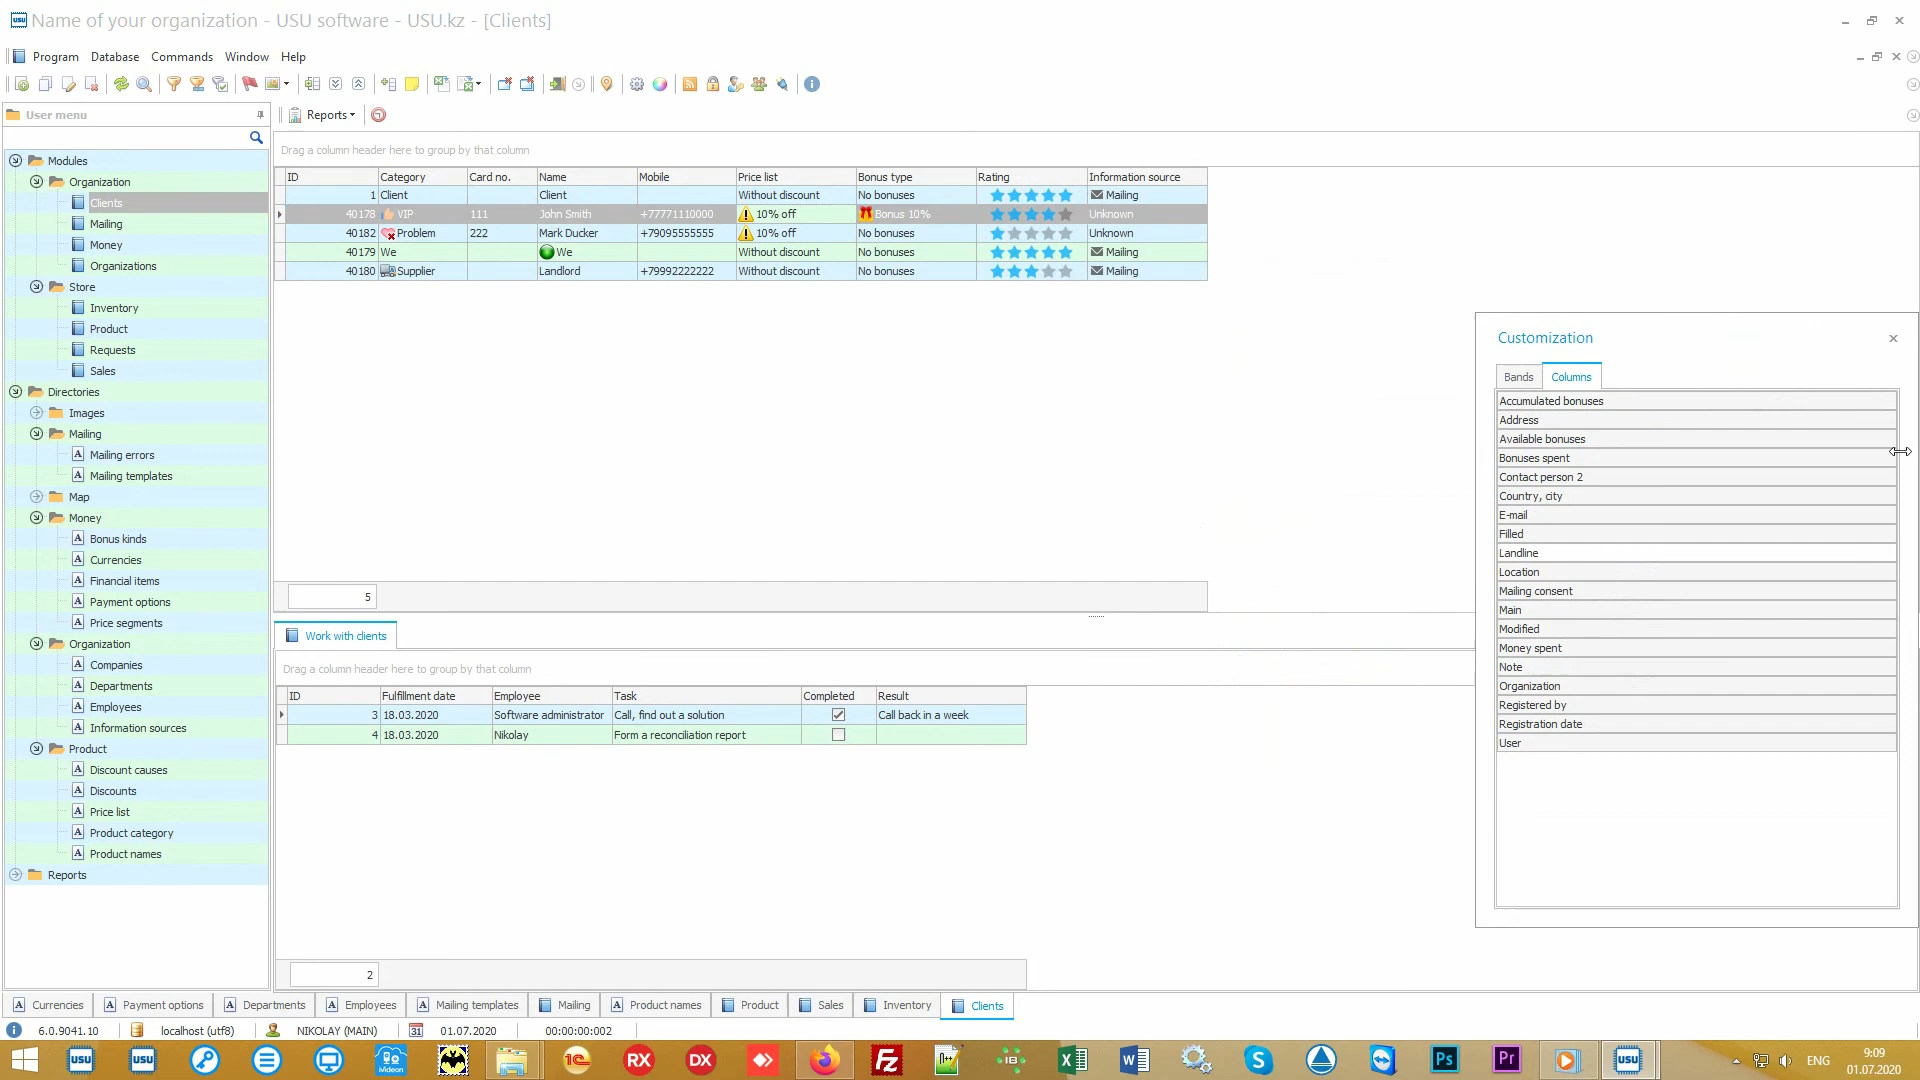 Name of your organization - USU software - USU.kz - [Clients]
Program Database Commands Window Help
User menu
Reports
Modules
Organization
Clients
Mailing
Money
Organizations
Store
Inventory
Product
Requests
Sales
Directories
Images
Mailing
Mailing errors
Mailing templates
Map
Money
Bonus kinds
Currencies
Financial items
Payment options
Price segments
Organization
Companies
Departments
Employees
Information sources
Product
Discount causes
Discounts
Price list
Product category
Product names
Reports
Drag a column header here to group by that column
ID Category Card no. Name Mobile Price list Bonus type Rating Information source
1 Client Client Without discount No bonuses Mailing
40178 VIP 111 John Smith +77771110000 10% off Bonus 10% Unknown
40182 Problem 222 Mark Ducker +79095555555 10% off No bonuses Unknown
40179 We We Without discount No bonuses Mailing
40180 Supplier Landlord +79992222222 Without discount No bonuses Mailing
5
Work with clients
Drag a column header here to group by that column
ID Fulfillment date Employee Task Completed Result
3 18.03.2020 Software administrator Call, find out a solution Call back in a week
4 18.03.2020 Nikolay Form a reconciliation report
2
Customization
Bands Columns
Accumulated bonuses
Address
Available bonuses
Bonuses spent
Contact person 2
Country, city
E-mail
Filled
Landline
Location
Mailing consent
Main
Modified
Money spent
Note
Organization
Registered by
Registration date
User
Currencies Payment options Departments Employees Mailing templates Mailing Product names Product Sales Inventory Clients
6.0.9041.10 localhost (utf8) NIKOLAY (MAIN) 31 01.07.2020 00:00:00:002
USU USU ivideon 1C RX DX FZ IB X W S Ps Pr USU ENG 9:09
01.07.2020